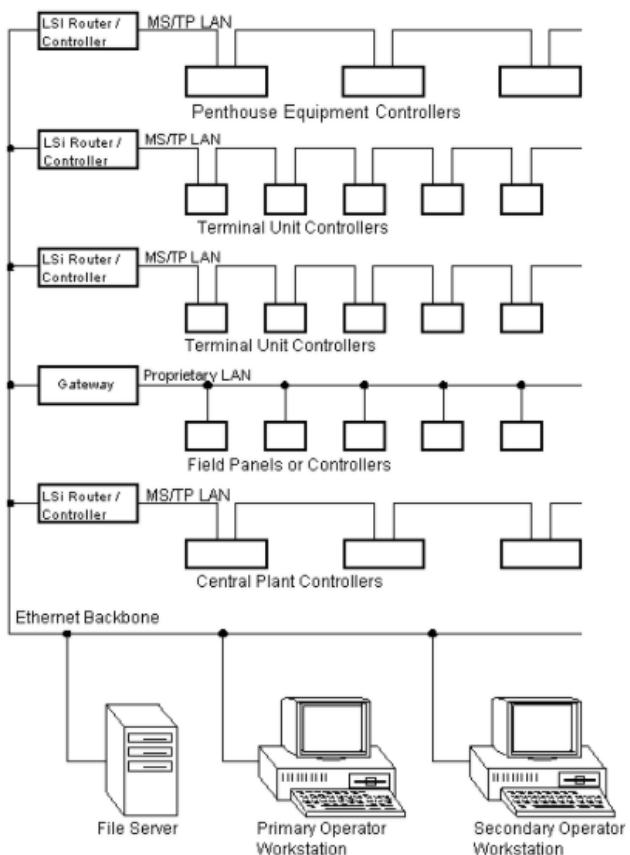 LSI Router /
Controller
MS/TP LAN
Penthouse Equipment Controllers
LSi Router /
Controller
MS/TP LAN
Terminal Unit Controllers
LSi Router /
Controller
MS/TP LAN
Terminal Unit Controllers
Gateway
Proprietary LAN
Field Panels or Controllers
LSi Router /
Controller
MS/TP LAN
Central Plant Controllers
Ethernet Backbone
File Server
Primary Operator
Workstation
Secondary Operator
Workstation